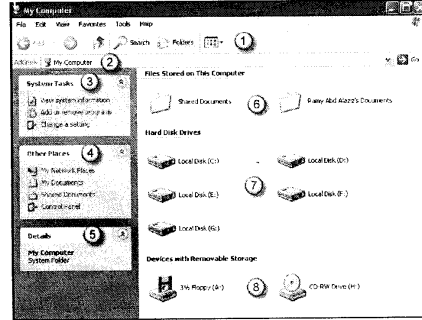 My Computer
File Edit View Favorites Tools Help
Search Folders 1
Address My Computer 2 Go
System Tasks 3
View system information
Add or remove programs
Change a setting
Other Places 4
My Network Places
My Documents
Shared Documents
Control Panel
Details 5
My Computer
System Folder
Files Stored on This Computer
Shared Documents 6 Ramy Abd Alazz's Documents
Hard Disk Drives
Local Disk (C:) Local Disk (D:)
Local Disk (E:) 7 Local Disk (F:)
Local Disk (G:)
Devices with Removable Storage
3½ Floppy (A:) 8 CD-RW Drive (H:)